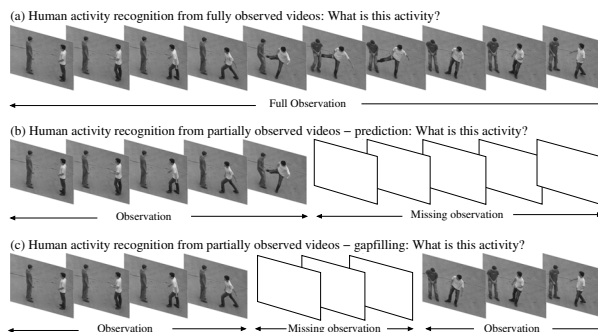 (a) Human activity recognition from fully observed videos: What is this activity?
Full Observation
(b) Human activity recognition from partially observed videos − prediction: What is this activity?
Observation
Missing observation
(c) Human activity recognition from partially observed videos − gapfilling: What is this activity?
Observation
Missing observation
Observation